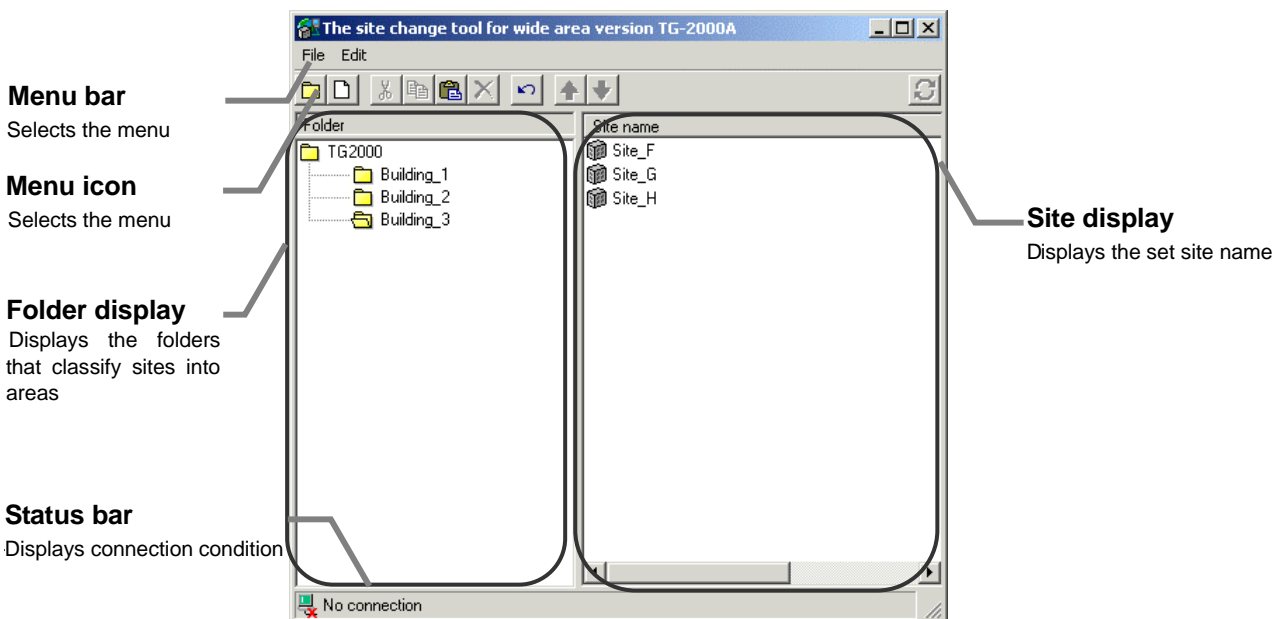 The site change tool for wide area version TG-2000A
File Edit
Menu bar
Selects the menu
Menu icon
Selects the menu
Folder display
Displays the folders
that classify sites into
areas
Status bar
Displays connection condition
Folder
TG2000
Building_1
Building_2
Building_3
Site name
Site_F
Site_G
Site_H
Site display
Displays the set site name
No connection